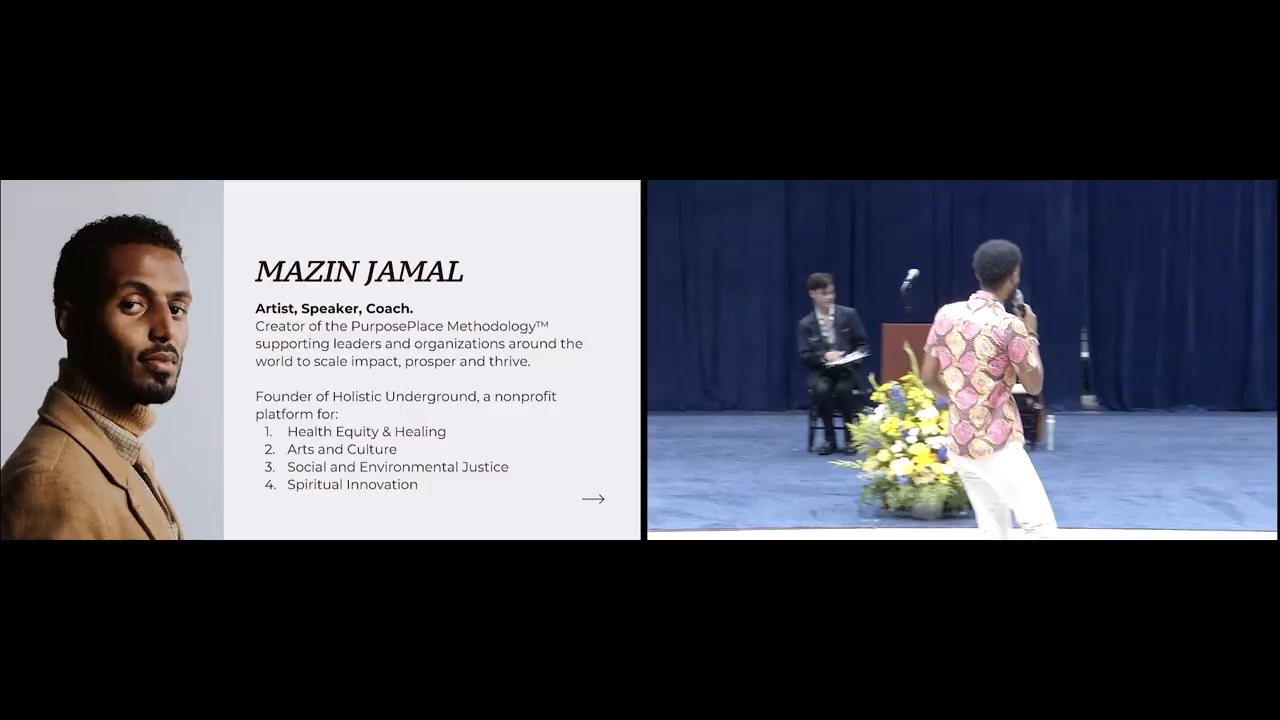 MAZIN JAMAL
Artist, Speaker, Coach.
Creator of the PurposePlace Methodology™
supporting leaders and organizations around the
world to scale impact, prosper and thrive.
Founder of Holistic Underground, a nonprofit
platform for:
1. Health Equity & Healing
2. Arts and Culture
3. Social and Environmental Justice
4. Spiritual Innovation